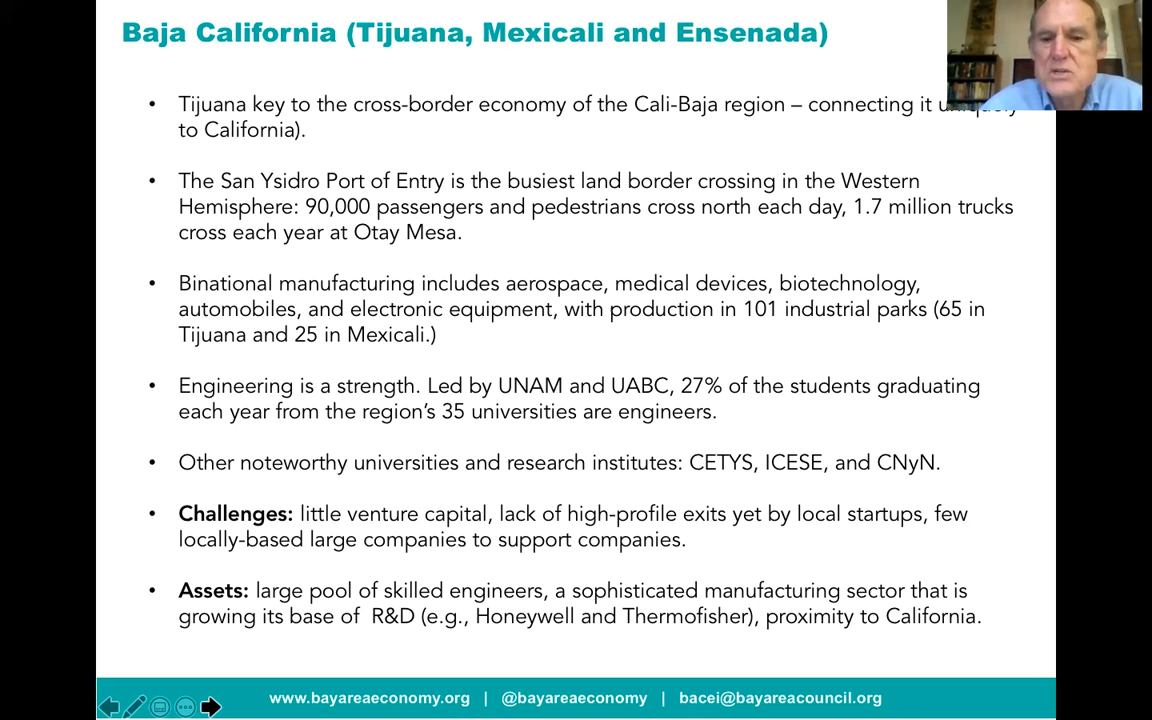 Baja California (Tijuana, Mexicali and Ensenada)
• Tijuana key to the cross-border economy of the Cali-Baja region – connecting it
to California).
• The San Ysidro Port of Entry is the busiest land border crossing in the Western
Hemisphere: 90,000 passengers and pedestrians cross north each day, 1.7 million trucks
cross each year at Otay Mesa.
• Binational manufacturing includes aerospace, medical devices, biotechnology,
automobiles, and electronic equipment, with production in 101 industrial parks (65 in
Tijuana and 25 in Mexicali.)
• Engineering is a strength. Led by UNAM and UABC, 27% of the students graduating
each year from the region's 35 universities are engineers.
• Other noteworthy universities and research institutes: CETYS, ICESE, and CNyN.
• Challenges: little venture capital, lack of high-profile exits yet by local startups, few
locally-based large companies to support companies.
• Assets: large pool of skilled engineers, a sophisticated manufacturing sector that is
growing its base of  R&D (e.g., Honeywell and Thermofisher), proximity to California.
www.bayareaeconomy.org | @bayareaeconomy | bacei@bayareacouncil.org